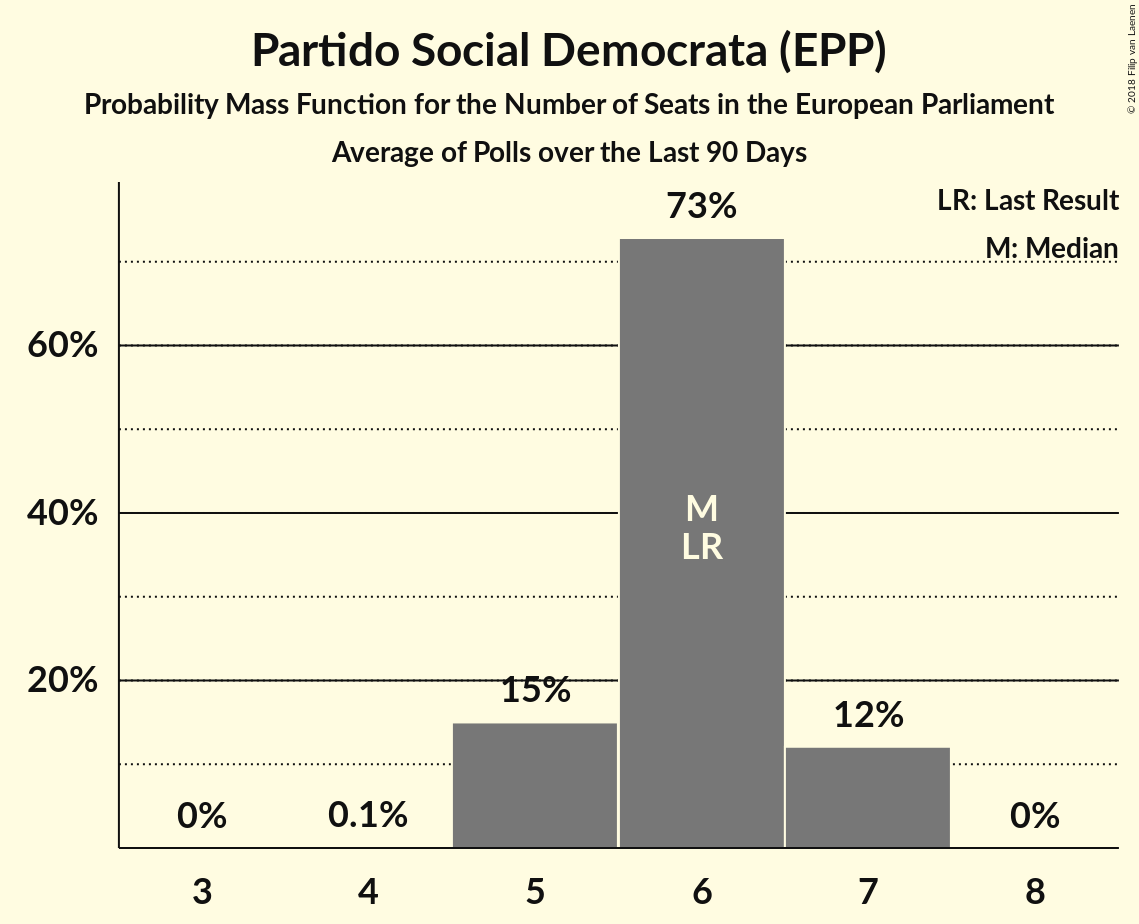 Partido Social Democrata (EPP)
Probability Mass Function for the Number of Seats in the European Parliament
Average of Polls over the Last 90 Days
© 2018 Filip van Laenen
LR: Last Result
M: Median
73%
60%
40%
20%
M
LR
15%
12%
0%
0.1%
0%
3
4
5
6
7
8